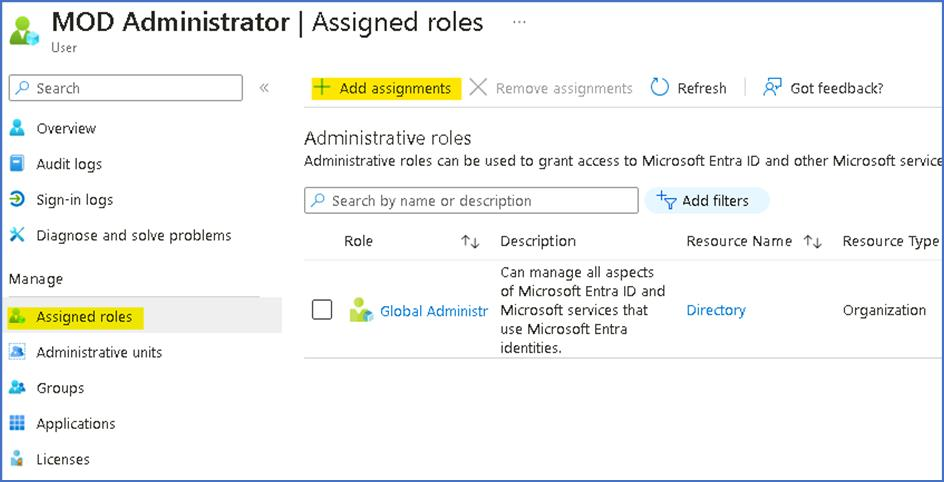 MOD Administrator | Assigned roles ...
User
Search «
Overview
Audit logs
Sign-in logs
Diagnose and solve problems
Manage
Assigned roles
Administrative units
Groups
Applications
Licenses
Add assignments Remove assignments Refresh Got feedback?
Administrative roles
Administrative roles can be used to grant access to Microsoft Entra ID and other Microsoft service
Search by name or description Add filters
Role Description Resource Name Resource Type
Global Administr Can manage all aspects Directory Organization
of Microsoft Entra ID and
Microsoft services that
use Microsoft Entra
identities.